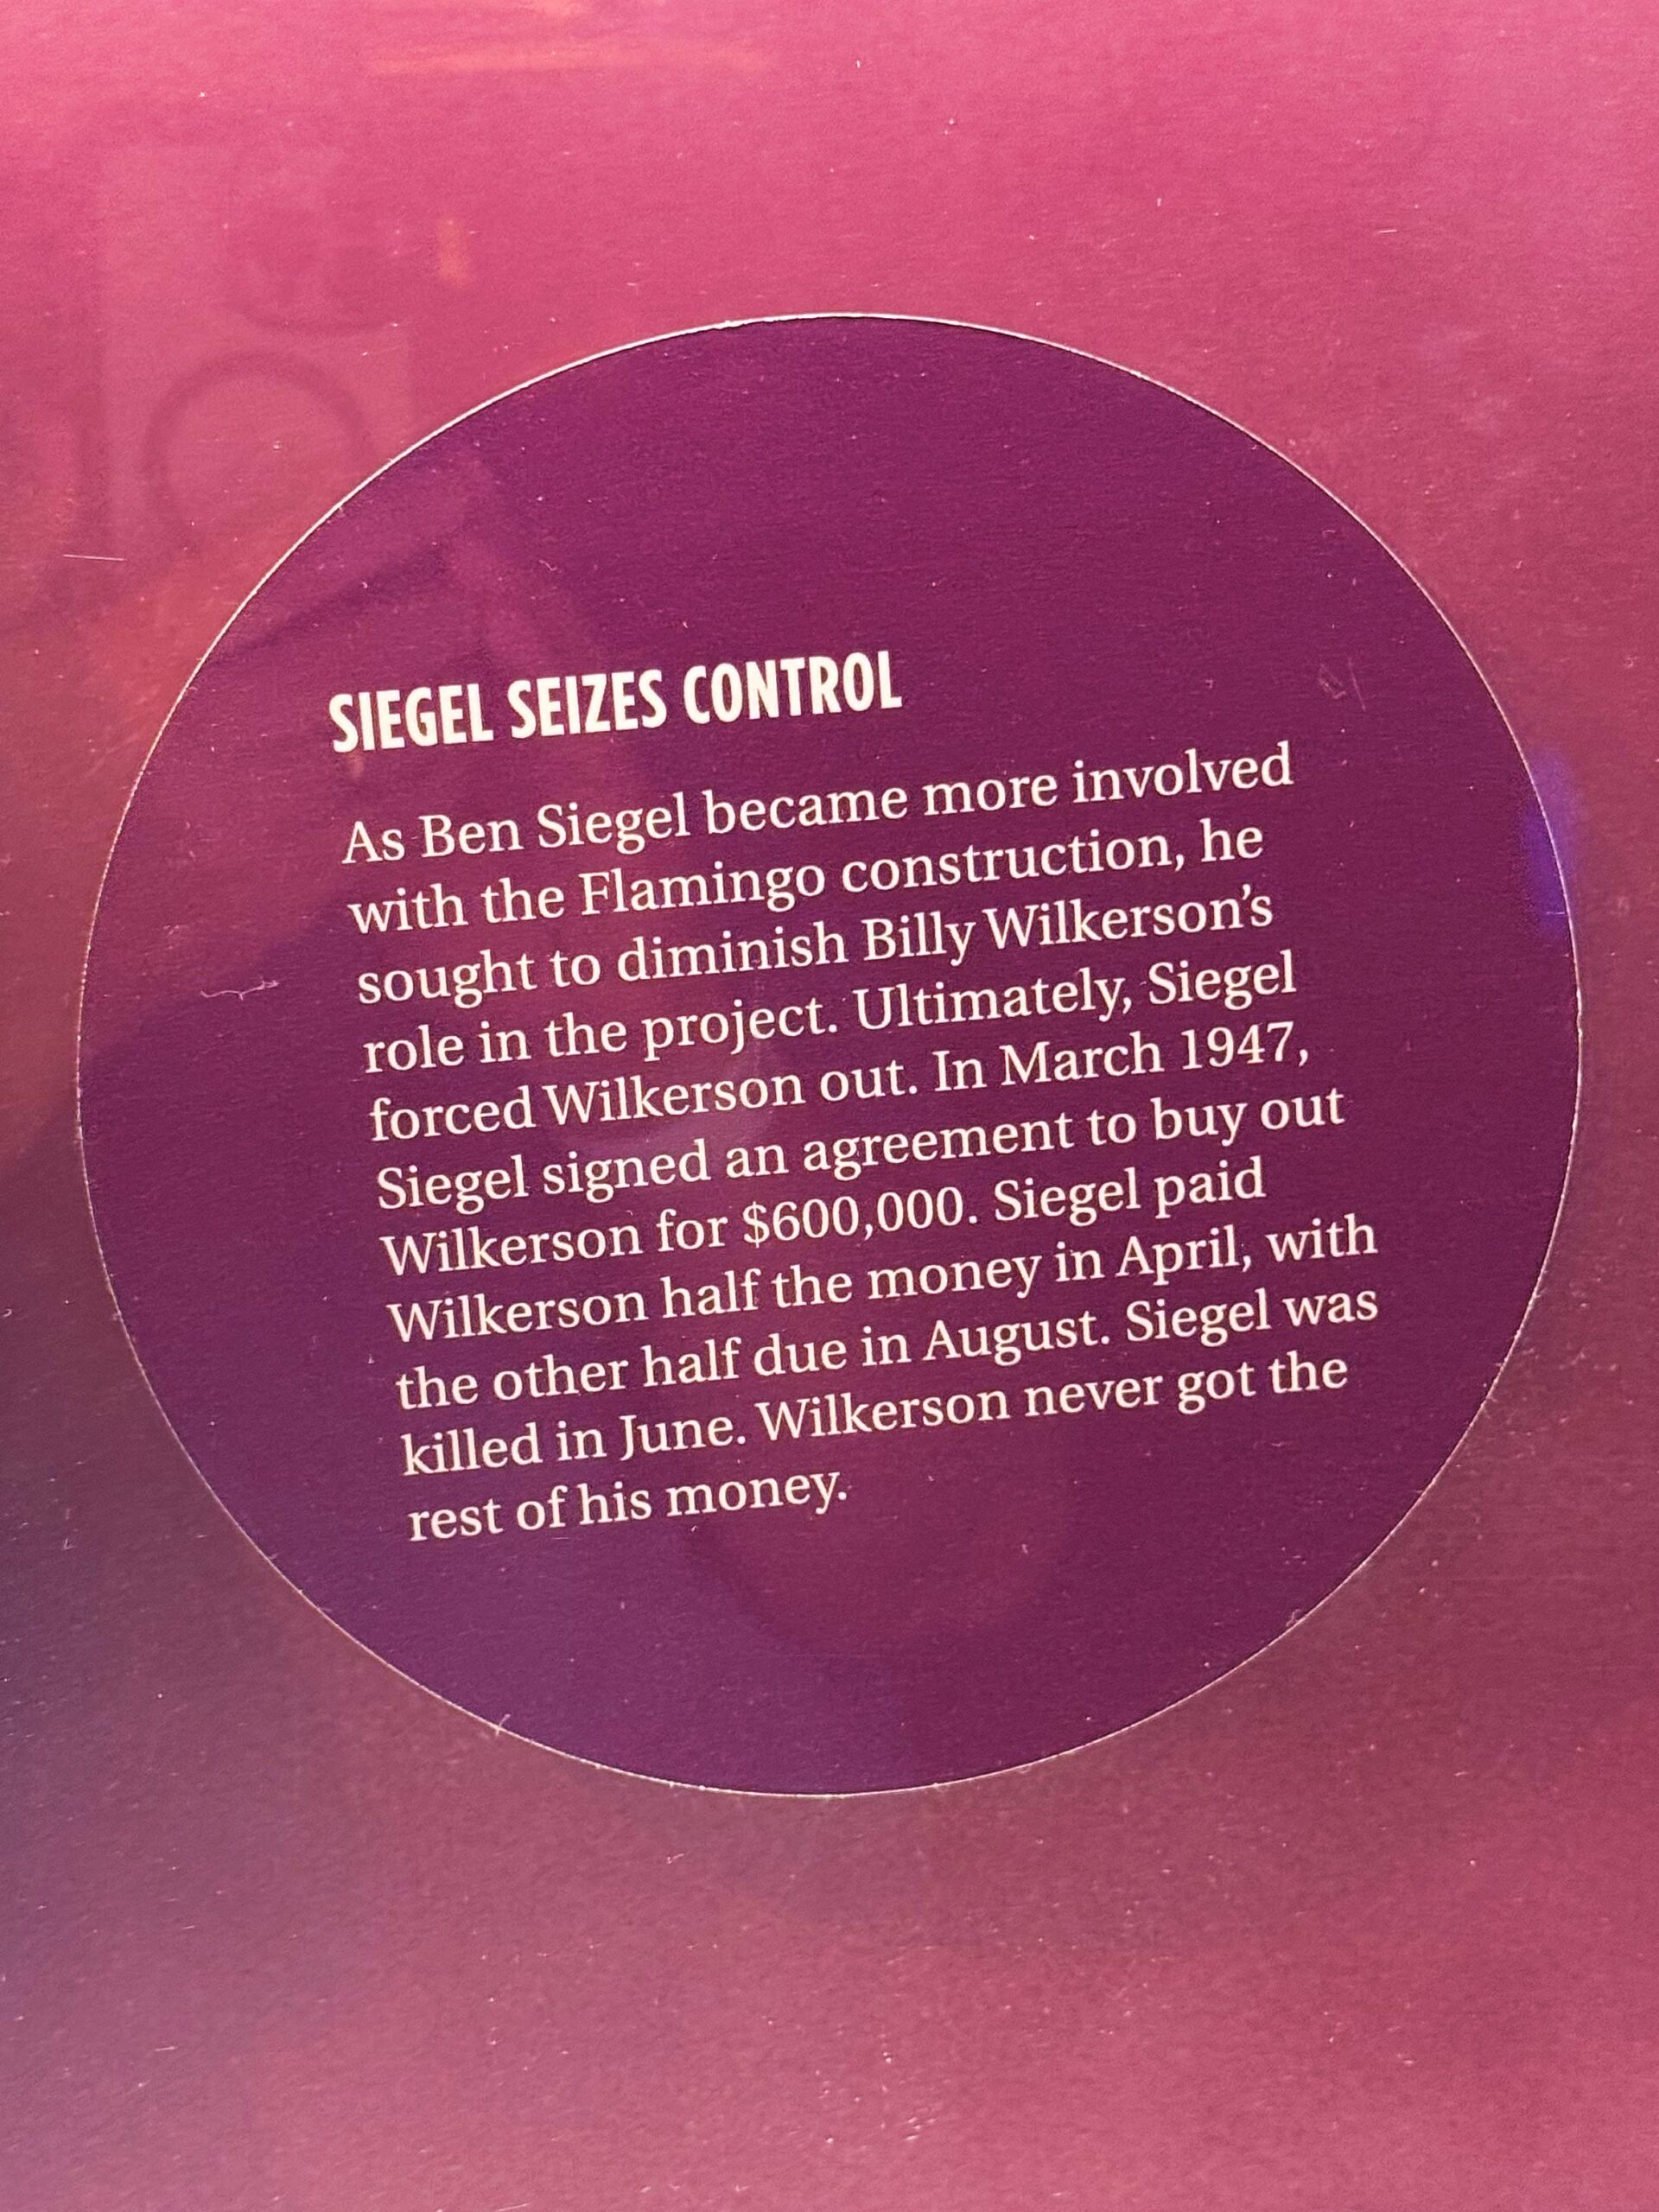 SIEGEL SEIZES CONTROL
As Ben Siegel became more involved
with the Flamingo construction, he
sought to diminish Billy Wilkerson’s
role in the project. Ultimately, Siegel
forced Wilkerson out. In March 1947,
Siegel signed an agreement to buy out
Wilkerson for $600,000. Siegel paid
Wilkerson half the money in April, with
the other half due in August. Siegel was
killed in June. Wilkerson never got the
rest of his money.